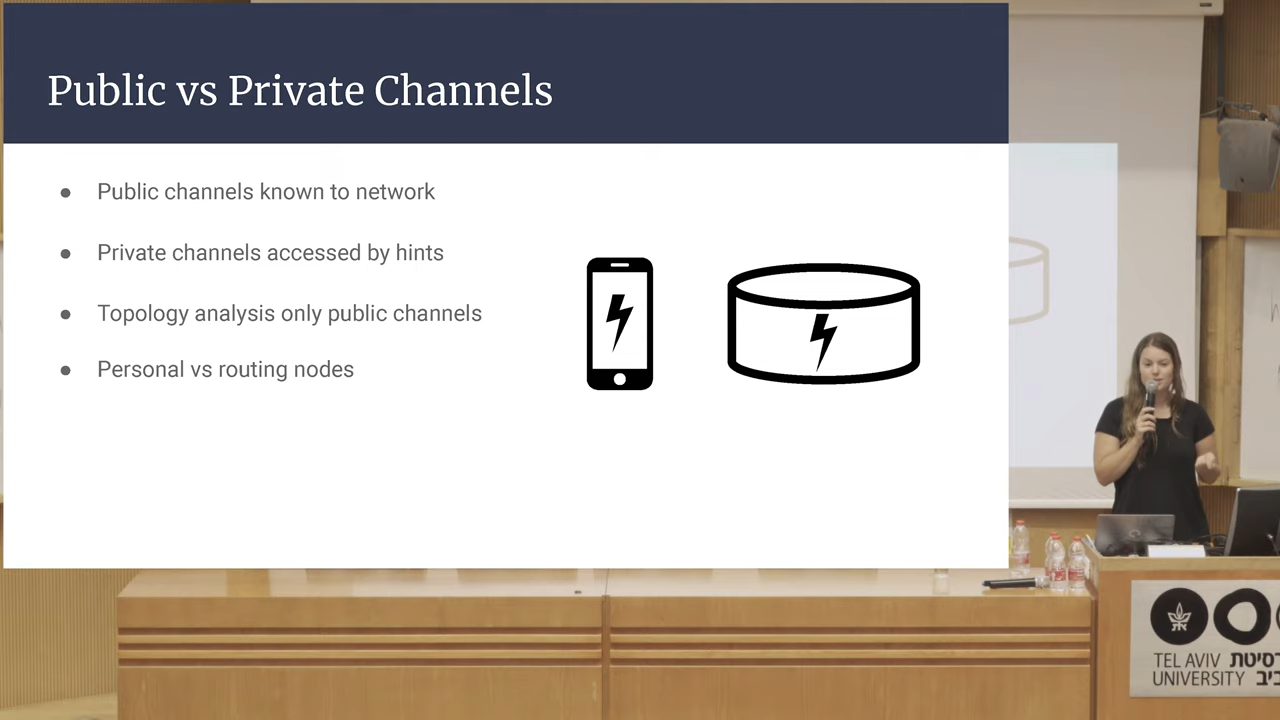 Public vs Private Channels
● Public channels known to network
● Private channels accessed by hints
● Topology analysis only public channels
● Personal vs routing nodes
TEL AVIV
UNIVERSITY